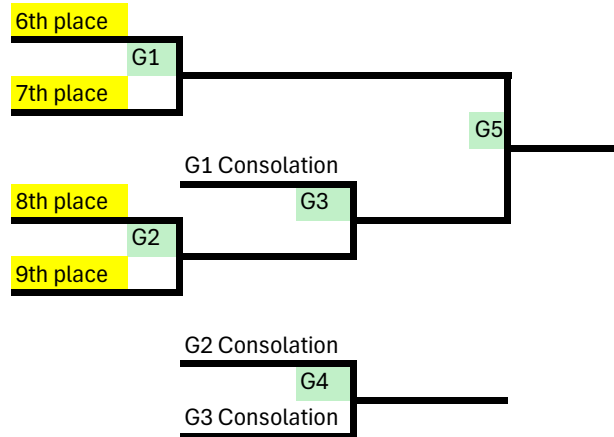 6th place
G1
7th place
G5
G1 Consolation
8th place
G3
G2
9th place
G2 Consolation
G4
G3 Consolation